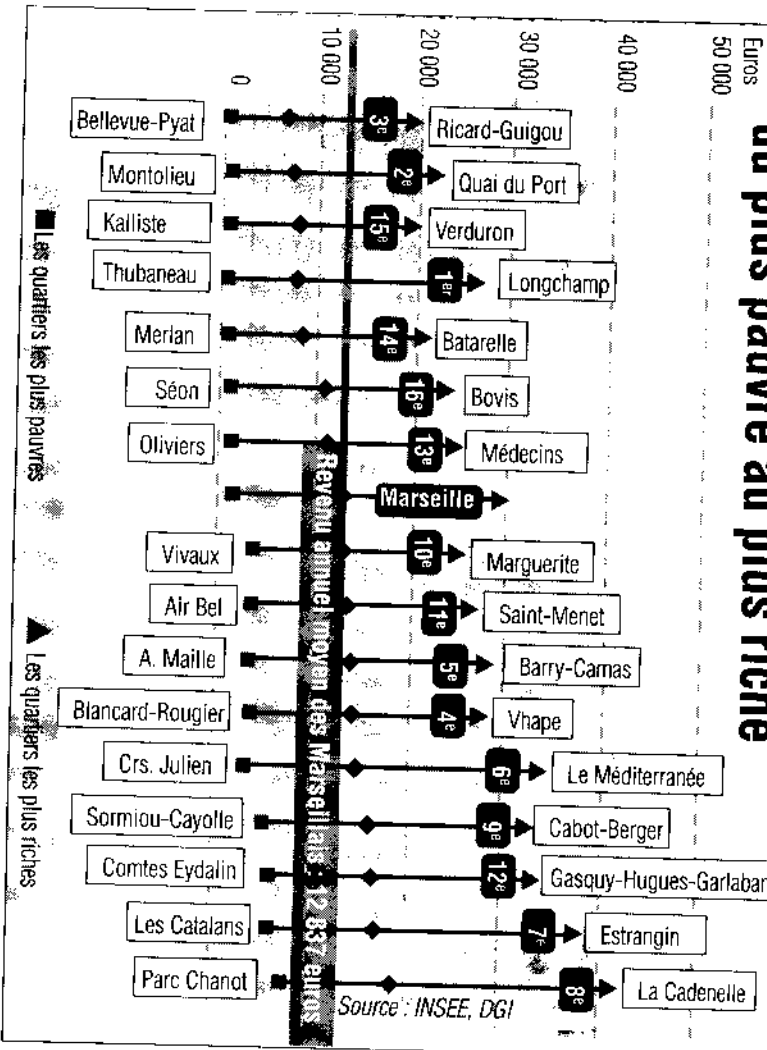 du plus pauvre au plus riche
Euros
50 000
40 000
30 000
20 000
10 000
0
Bellevue-Pyat 3e Ricard-Guigou
Montolieu 2e Quai du Port
Kalliste 15e Verduron
Thubaneau 1er Longchamp
Merlan 14e Batarelle
Séon 16e Bovis
Oliviers 13e Médecins
Marseille
Vivaux 10e Marguerite
Air Bel 11e Saint-Menet
A. Maille 5e Barry-Camas
Blancard-Rougier 4e Vhape
Crs. Julien 6e Le Méditerranée
Sormiou-Cayolle 9e Cabot-Berger
Comtes Eydalin 12e Gasquy-Hugues-Garlaban
Les Catalans 7e Estrangin
Parc Chanot 8e La Cadenelle
Revenu annuel moyen des Marseillais : 12 637 euros
Les quartiers les plus pauvres
Les quartiers les plus riches
Source : INSEE, DGI